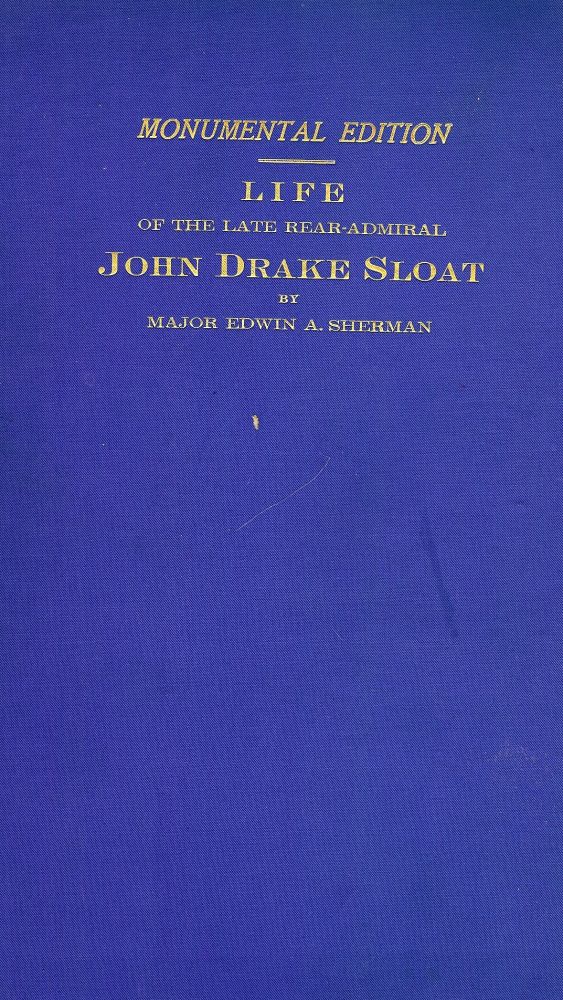 MONUMENTAL EDITION
LIFE
OF THE LATE REAR-ADMIRAL
JOHN DRAKE SLOAT
BY
MAJOR EDWIN A. SHERMAN